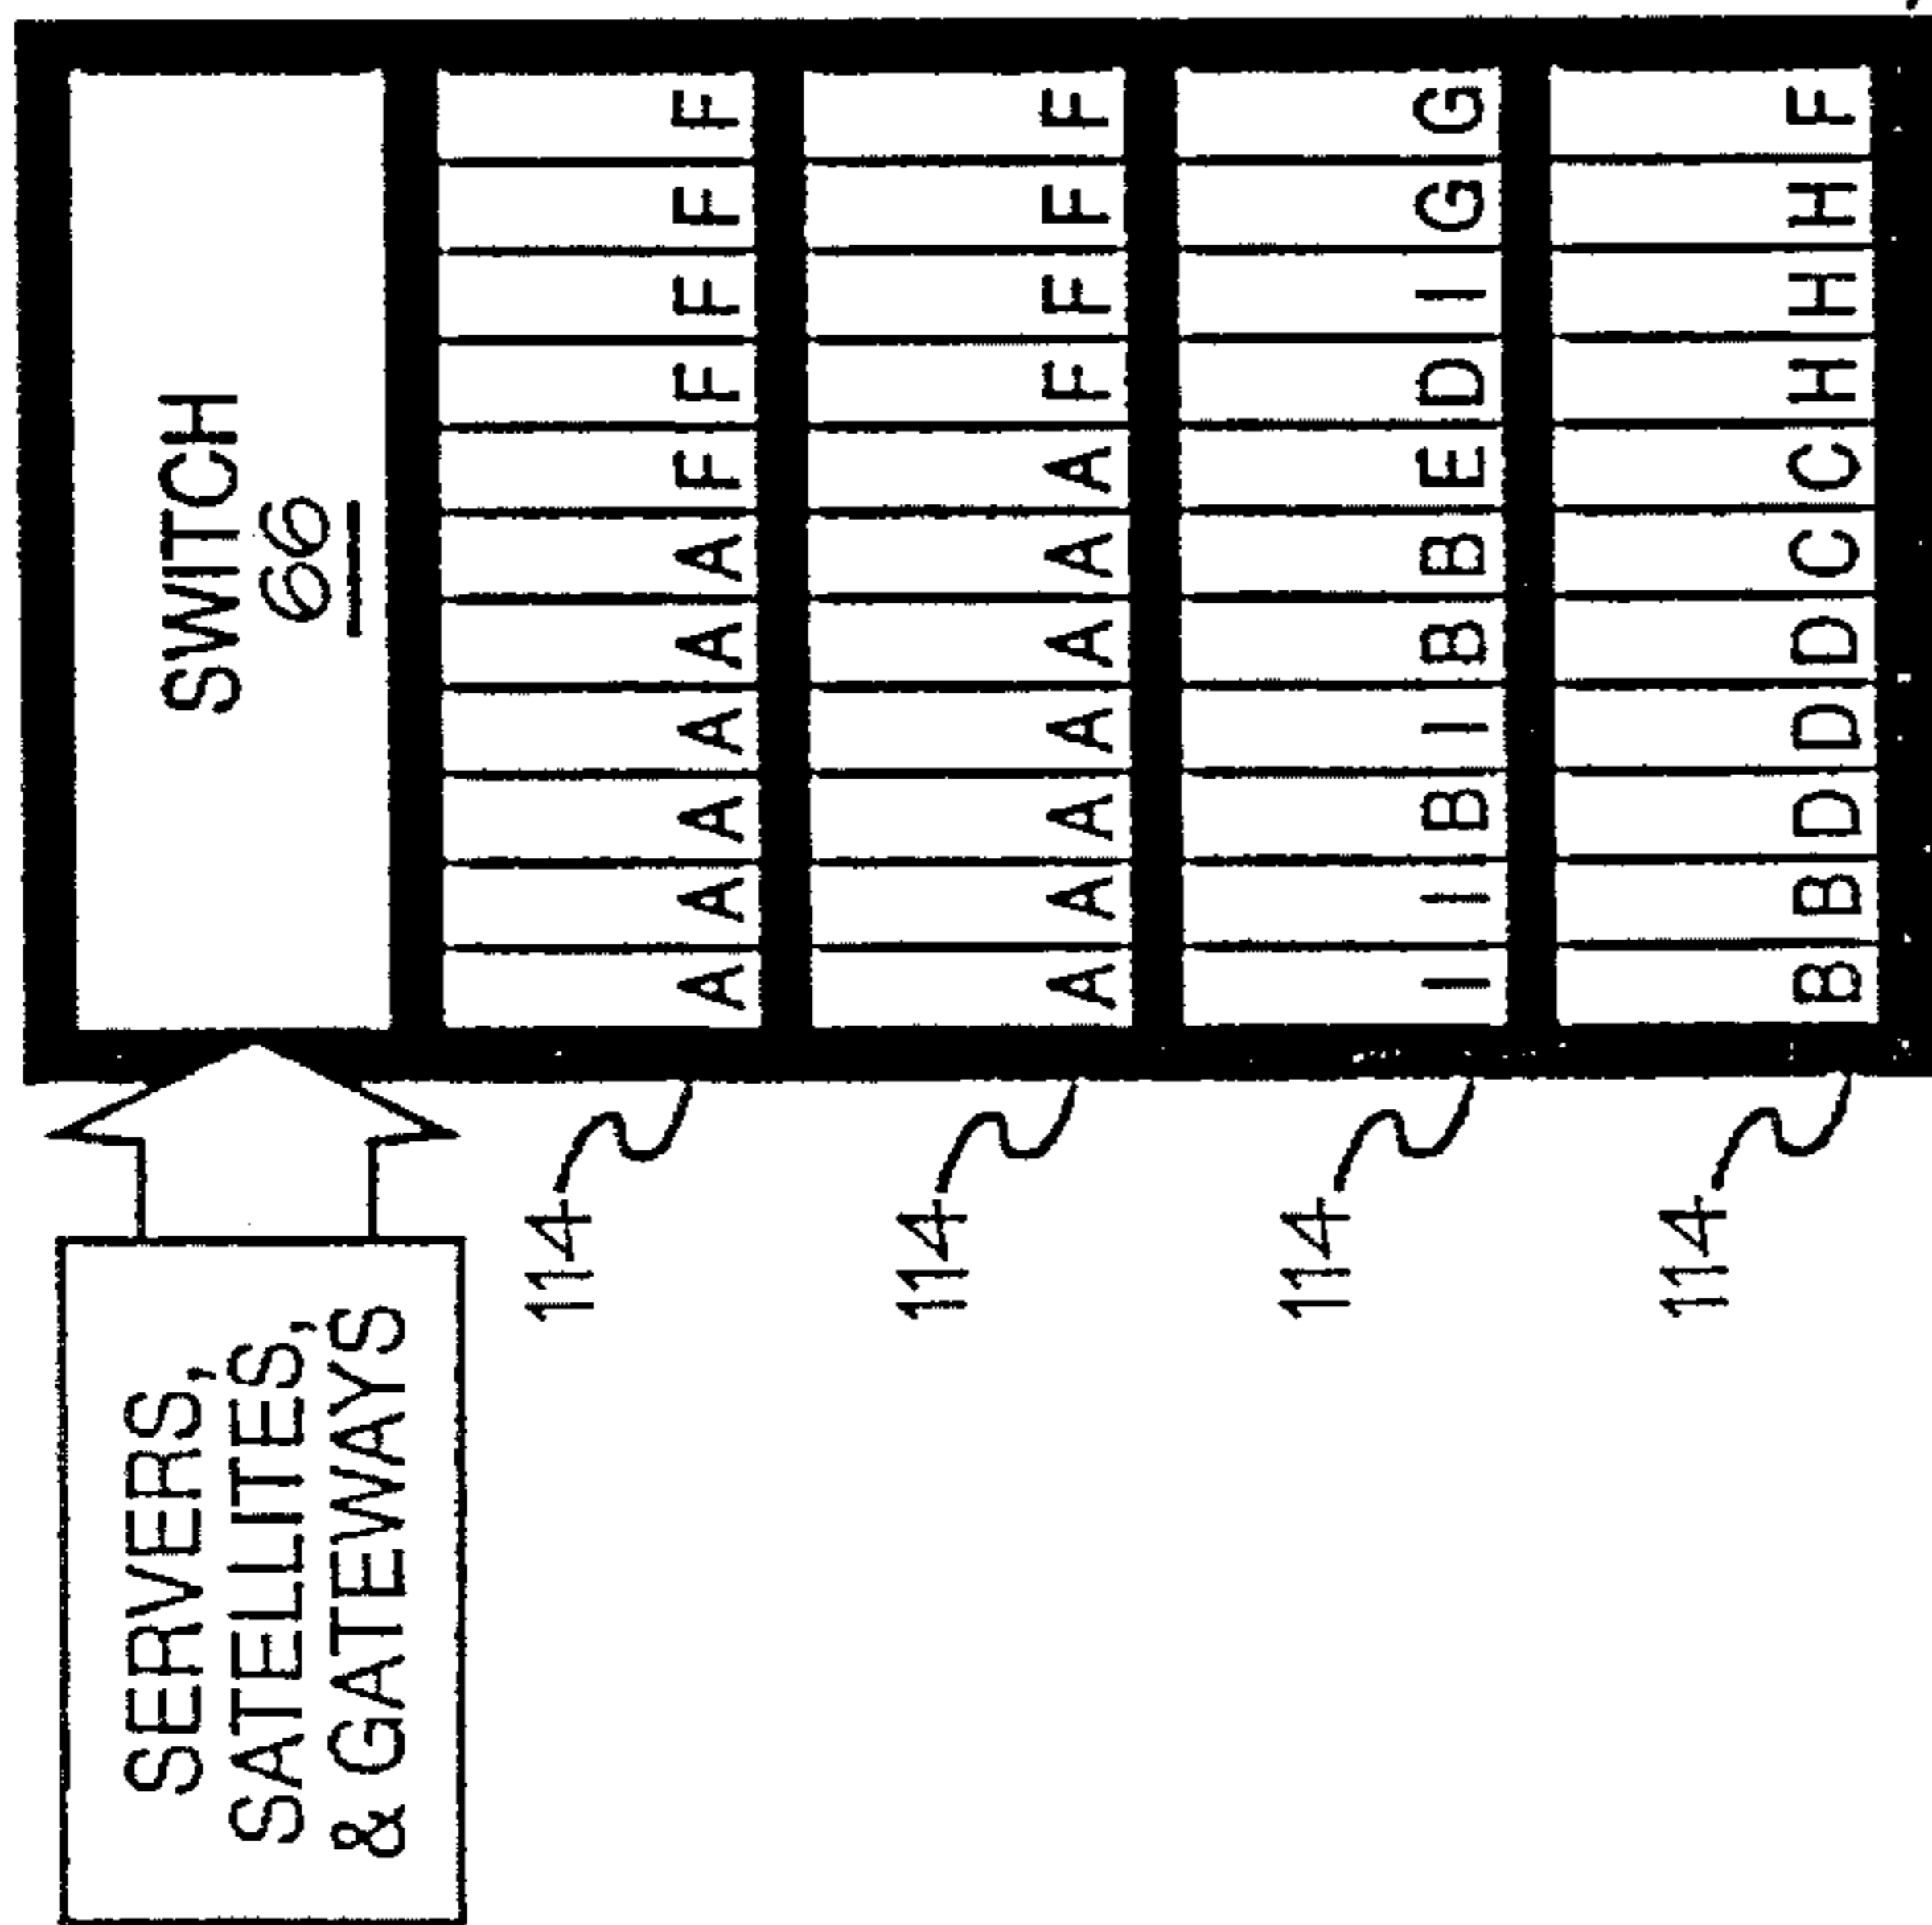 SERVERS,
SATELLITES,
& GATEWAYS
SWITCH
66
114
A A A A A A F F F F F
114
A A A A A A A F F F F
114
I I B I B B E D I G G
114
B B D D D C C H H H F